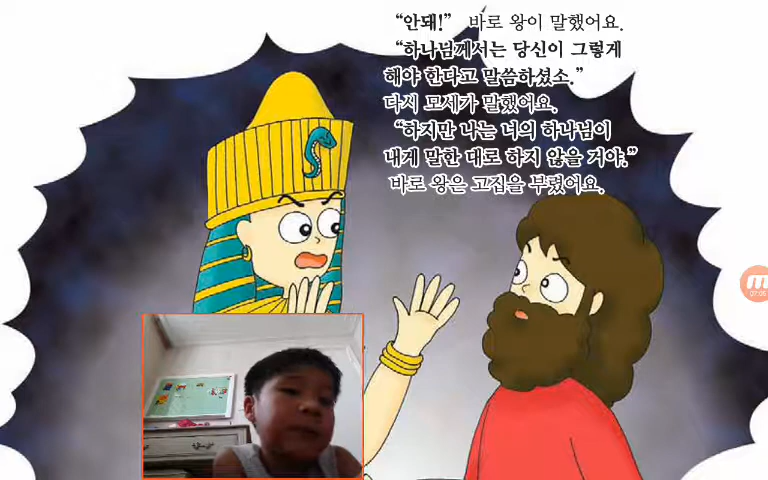 “안돼!” 바로 왕이 말했어요.
“하나님께서는 당신이 그렇게
해야 한다고 말씀하셨소.”
다시 모세가 말했어요.
“하지만 나는 너의 하나님이
내게 말한 대로 하지 않을 거야.”
바로 왕은 고집을 부렸어요.